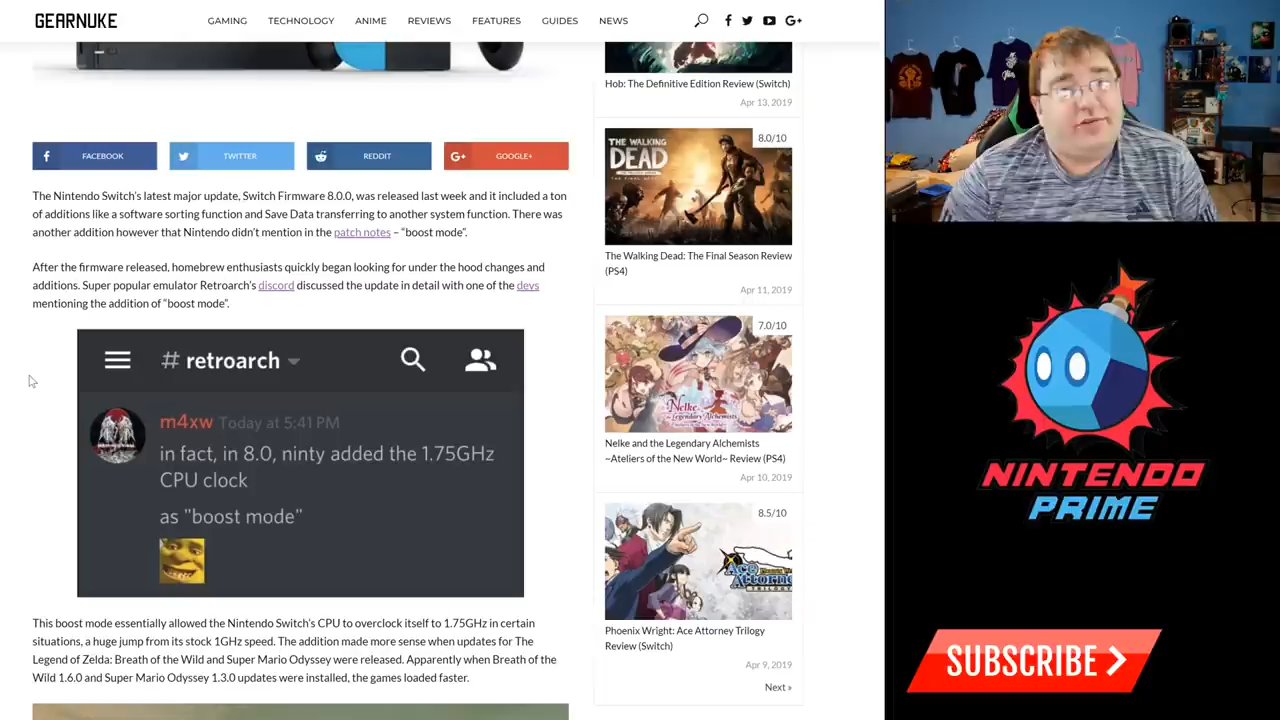 GEARNUKE
GAMING TECHNOLOGY ANIME REVIEWS FEATURES GUIDES NEWS
FACEBOOK TWITTER REDDIT GOOGLE+
The Nintendo Switch's latest major update, Switch Firmware 8.0.0, was released last week and it included a ton
of additions like a software sorting function and Save Data transferring to another system function. There was
another addition however that Nintendo didn't mention in the patch notes – "boost mode".
After the firmware released, homebrew enthusiasts quickly began looking for under the hood changes and
additions. Super popular emulator Retroarch's discord discussed the update in detail with one of the devs
mentioning the addition of "boost mode".
# retroarch
m4xw Today at 5:41 PM
in fact, in 8.0, ninty added the 1.75GHz
CPU clock
as "boost mode"
This boost mode essentially allowed the Nintendo Switch's CPU to overclock itself to 1.75GHz in certain
situations, a huge jump from its stock 1GHz speed. The addition made more sense when updates for The
Legend of Zelda: Breath of the Wild and Super Mario Odyssey were released. Apparently when Breath of the
Wild 1.6.0 and Super Mario Odyssey 1.3.0 updates were installed, the games loaded faster.
Hob: The Definitive Edition Review (Switch)
Apr 13, 2019
8.0/10
THE WALKING
DEAD
The Walking Dead: The Final Season Review
(PS4)
Apr 11, 2019
7.0/10
Nelke
The Nelke and the Legendary Alchemists
~Ateliers of the New World~ Review (PS4)
Apr 10, 2019
8.5/10
Ace
Attorney
Phoenix Wright: Ace Attorney Trilogy
Review (Switch)
Apr 9, 2019
Next »
NINTENDO
PRIME
SUBSCRIBE